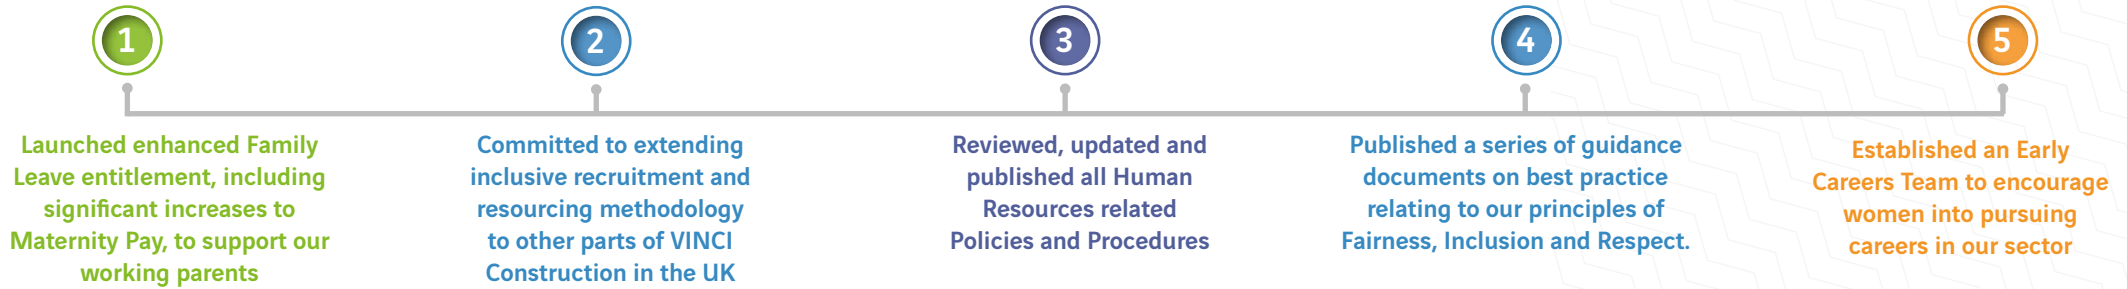 1
Launched enhanced Family
Leave entitlement, including
significant increases to
Maternity Pay, to support our
working parents
2
Committed to extending
inclusive recruitment and
resourcing methodology
to other parts of VINCI
Construction in the UK
3
Reviewed, updated and
published all Human
Resources related
Policies and Procedures
4
Published a series of guidance
documents on best practice
relating to our principles of
Fairness, Inclusion and Respect.
5
Established an Early
Careers Team to encourage
women into pursuing
careers in our sector